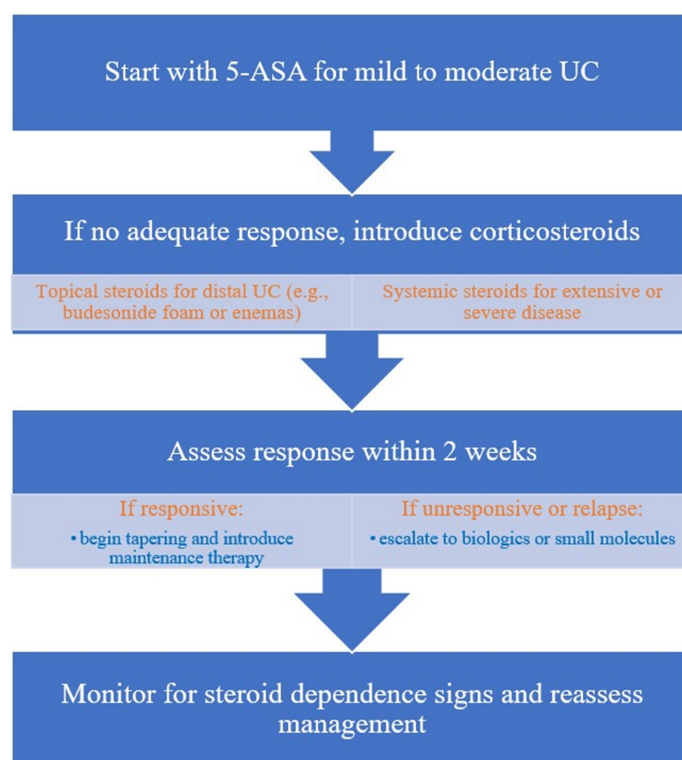 Start with 5-ASA for mild to moderate UC
If no adequate response, introduce corticosteroids
Topical steroids for distal UC (e.g.,
budesonide foam or enemas)
Systemic steroids for extensive or
severe disease
Assess response within 2 weeks
If responsive:
• begin tapering and introduce
maintenance therapy
If unresponsive or relapse:
• escalate to biologics or small molecules
Monitor for steroid dependence signs and reassess
management